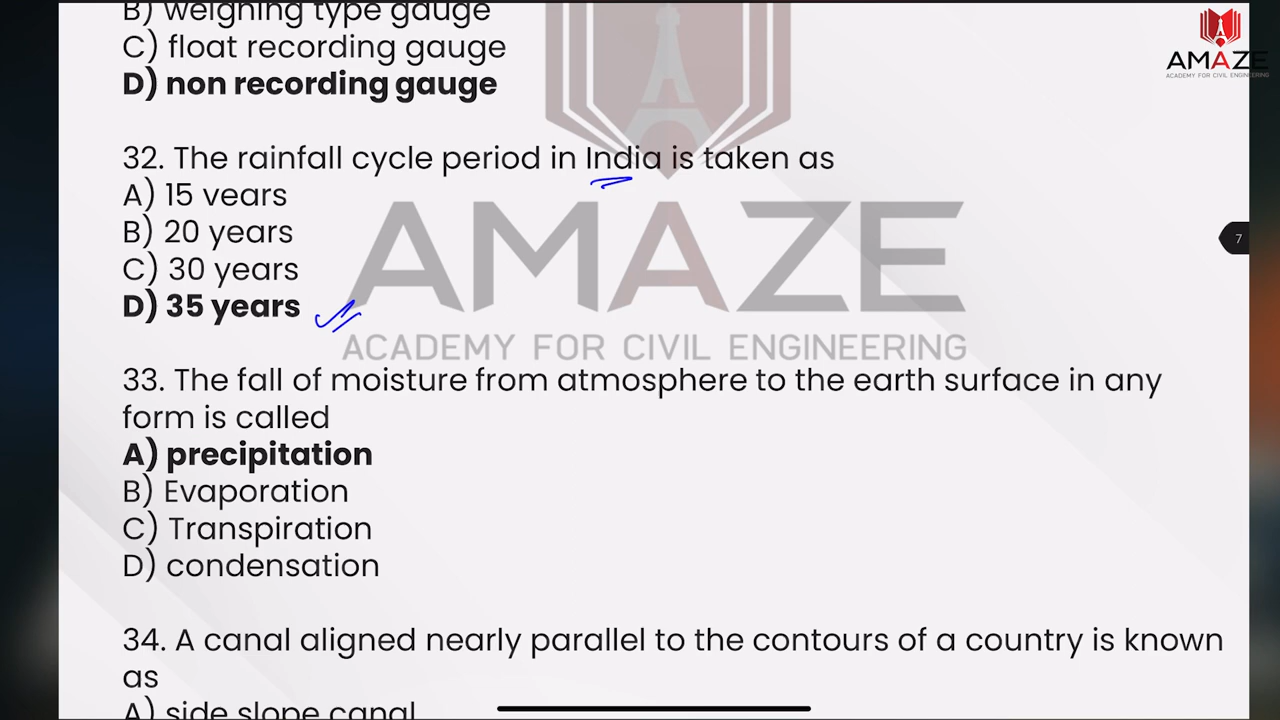 B) weighing type gauge
C) float recording gauge
D) non recording gauge
AMAZE
ACADEMY FOR CIVIL ENGINEERING
32. The rainfall cycle period in India is taken as
A) 15 vears
B) 20 years
C) 30 years
D) 35 years
7
AMAZE
ACADEMY FOR CIVIL ENGINEERING
33. The fall of moisture from atmosphere to the earth surface in any
form is called
A) precipitation
B) Evaporation
C) Transpiration
D) condensation
34. A canal aligned nearly parallel to the contours of a country is known
as
A) side slope canal